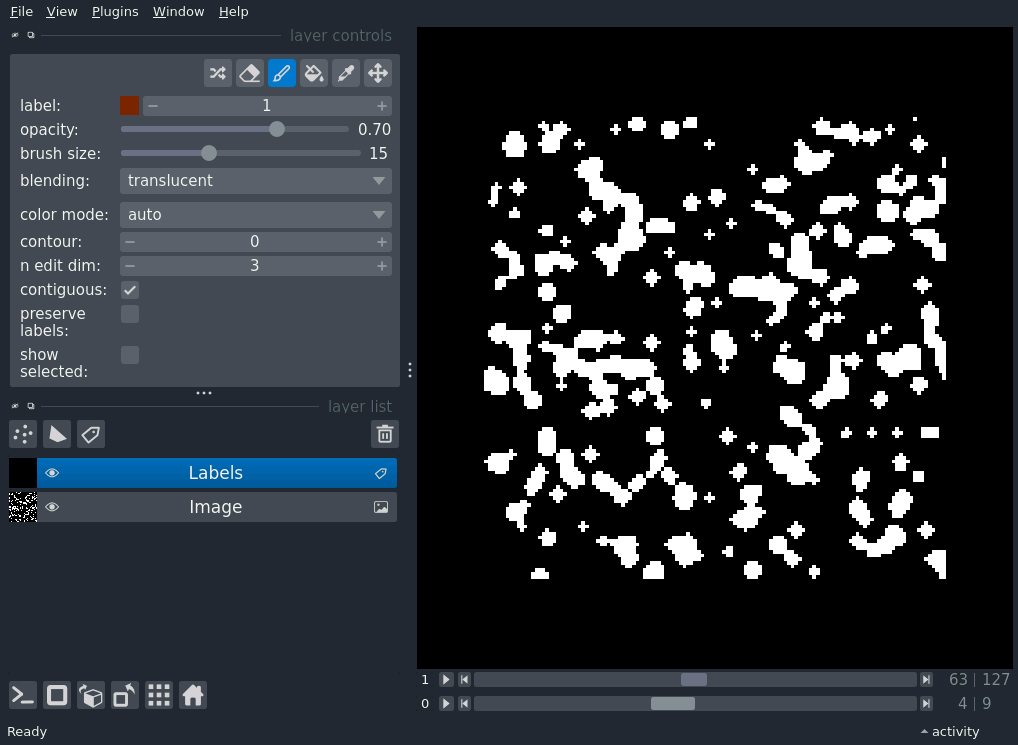 File View Plugins Window Help
layer controls
label: 1
opacity: 0.70
brush size: 15
blending: translucent
color mode: auto
contour: 0
n edit dim: 3
contiguous:
preserve
labels:
show
selected:
layer list
Labels
Image
1 63 | 127
0 4 | 9
Ready activity